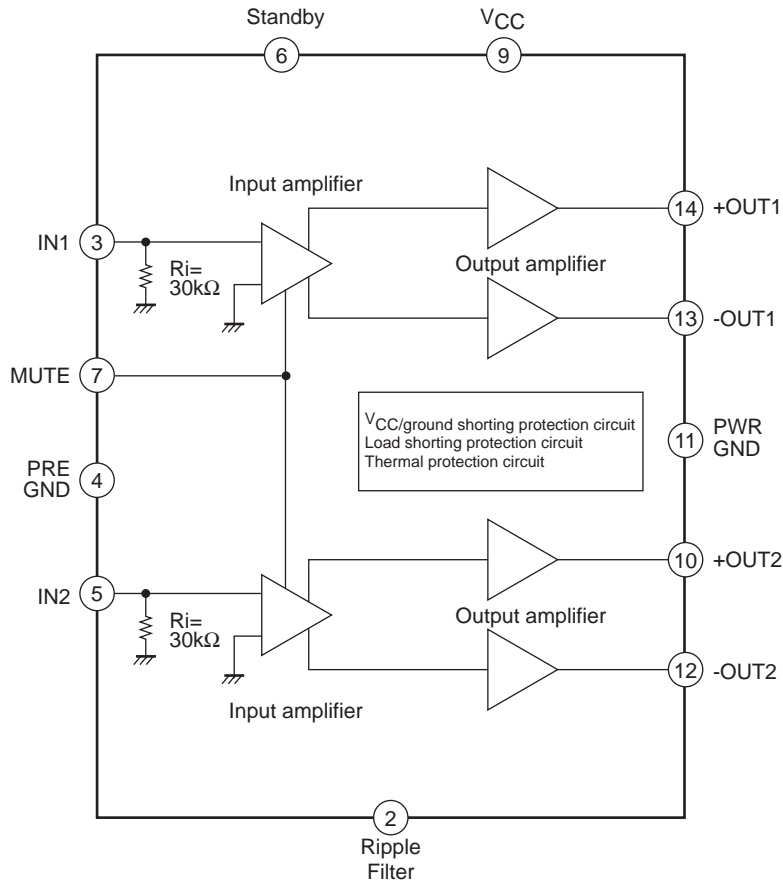 Standby
VCC
6
9
Input amplifier
14
+OUT1
IN1
3
Ri=
30kΩ
Output amplifier
13
-OUT1
MUTE
7
VCC/ground shorting protection circuit
Load shorting protection circuit
Thermal protection circuit
11
PWR
GND
PRE
GND
4
10
+OUT2
IN2
5
Ri=
30kΩ
Output amplifier
12
-OUT2
Input amplifier
2
Ripple
Filter